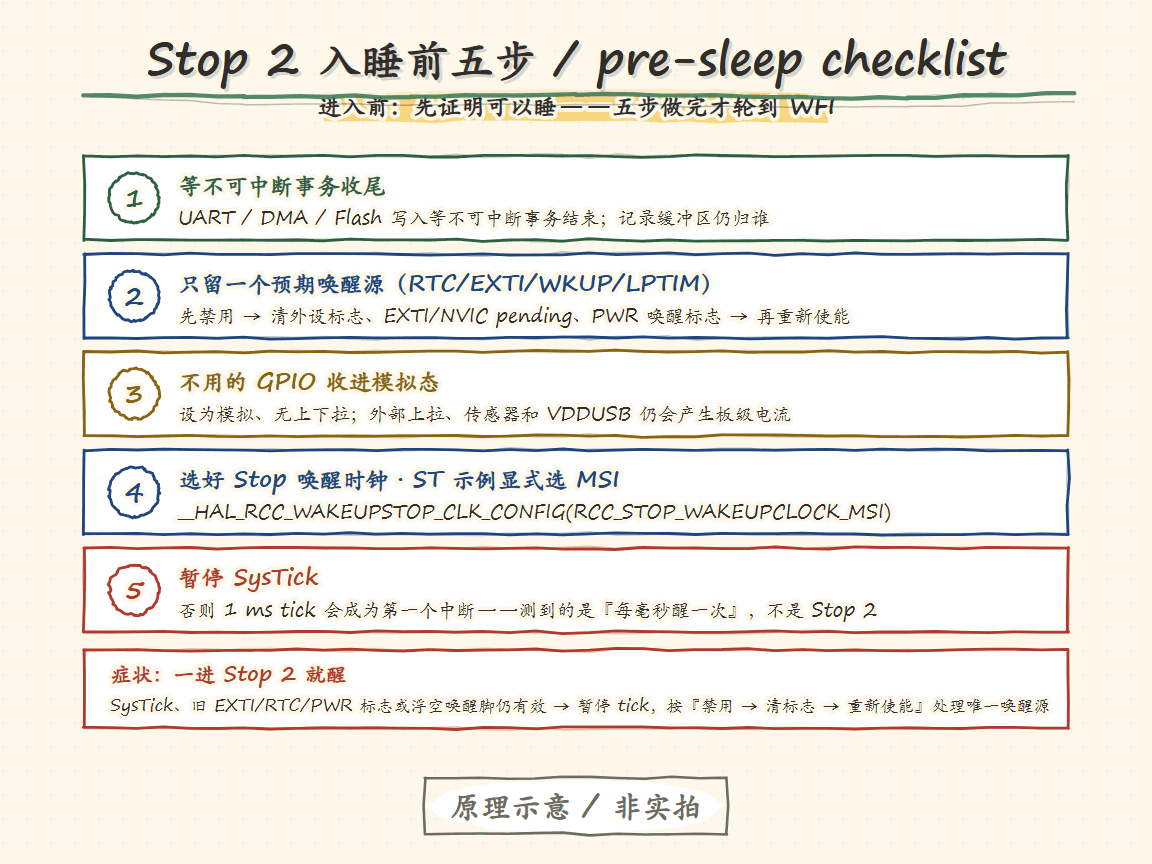 Stop 2 入睡前五步 / pre-sleep checklist
进入前：先证明可以睡——五步做完才轮到 WFI
1
等不可中断事务收尾
UART / DMA / Flash 写入等不可中断事务结束；记录缓冲区仍归谁
2
只留一个预期唤醒源（RTC/EXTI/WKUP/LPTIM）
先禁用 → 清外设标志、EXTI/NVIC pending、PWR 唤醒标志 → 再重新使能
3
不用的 GPIO 收进模拟态
设为模拟、无上下拉；外部上拉、传感器和 VDDUSB 仍会产生板级电流
4
选好 Stop 唤醒时钟 · ST 示例显式选 MSI
__HAL_RCC_WAKEUPSTOP_CLK_CONFIG(RCC_STOP_WAKEUPCLOCK_MSI)
5
暂停 SysTick
否则 1 ms tick 会成为第一个中断——测到的是『每毫秒醒一次』，不是 Stop 2
症状：一进 Stop 2 就醒
SysTick、旧 EXTI/RTC/PWR 标志或浮空唤醒脚仍有效 → 暂停 tick，按『禁用 → 清标志 → 重新使能』处理唯一唤醒源
原理示意 / 非实拍